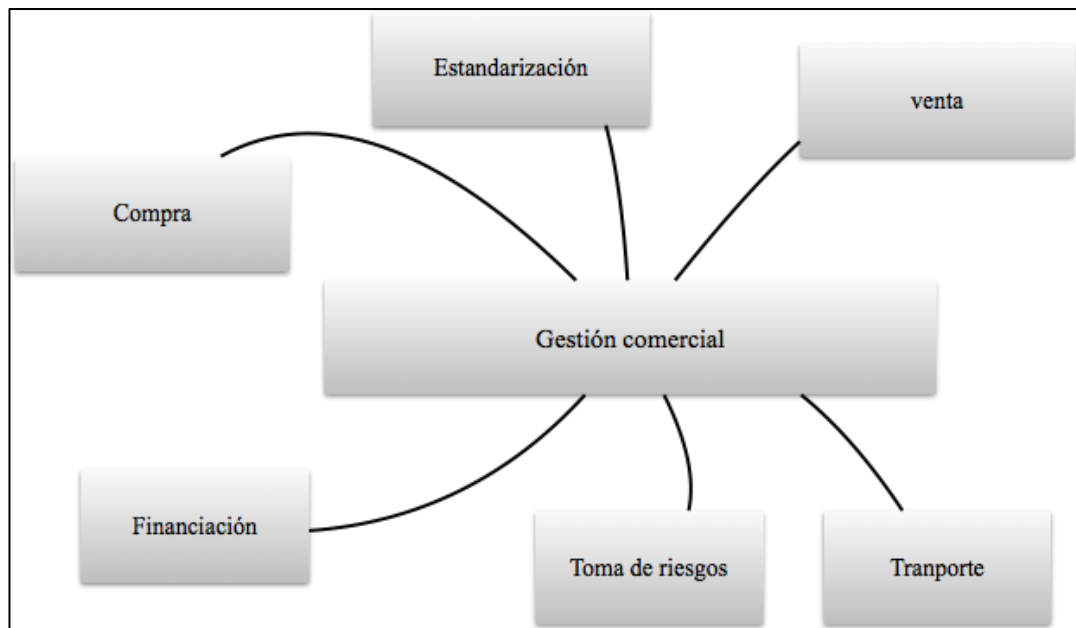 Estandarización
venta
Compra
Gestión comercial
Financiación
Toma de riesgos
Tranporte